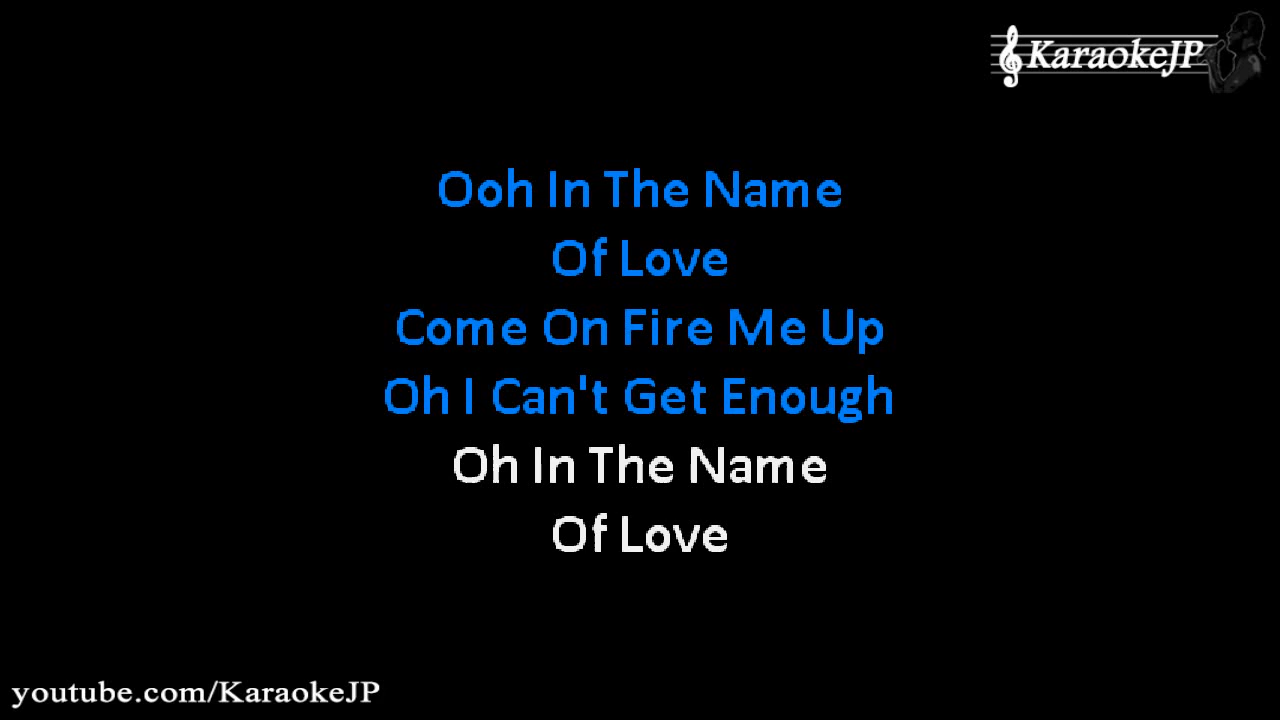 KaraokeJP
Ooh In The Name
Of Love
Come On Fire Me Up
Oh I Can't Get Enough
Oh In The Name
Of Love
youtube.com/KaraokeJP